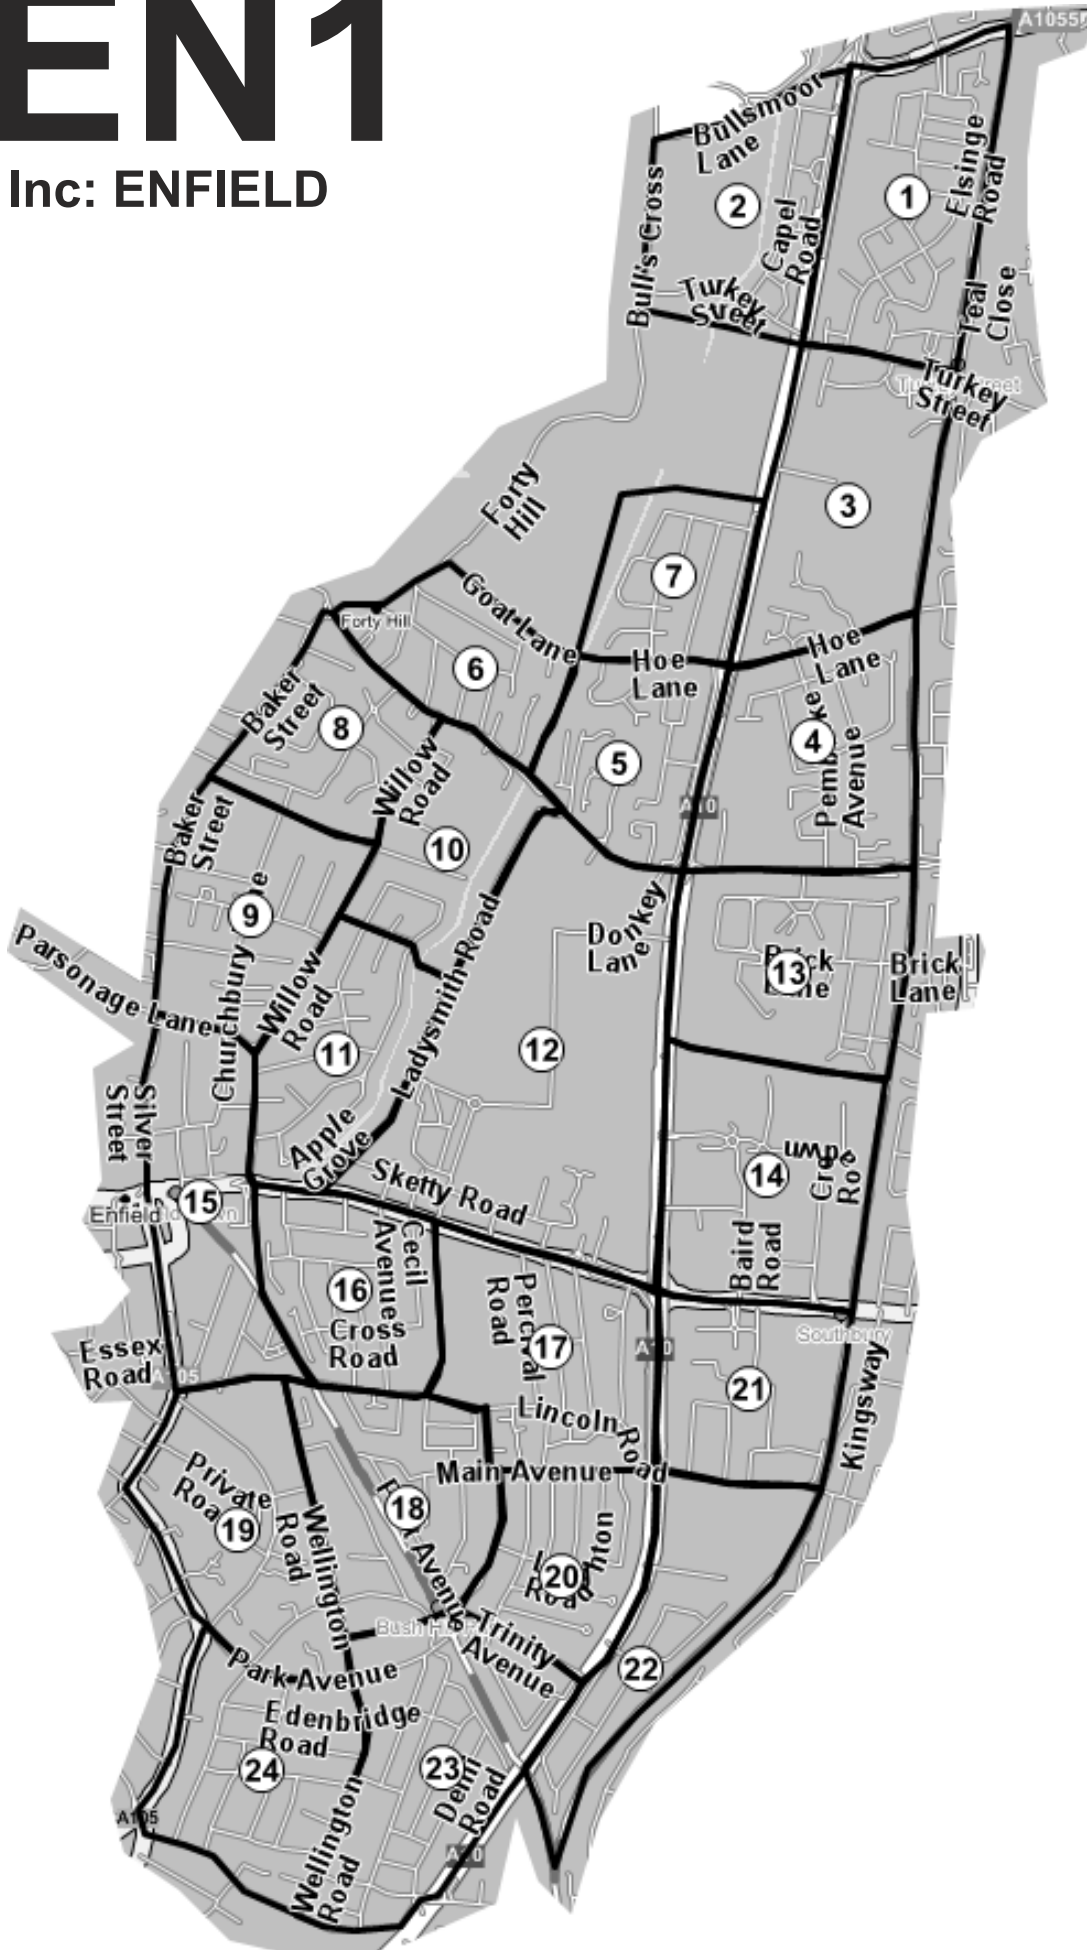 EN1
Inc: ENFIELD
A1055
Bullsmoor
Lane
Elsinge
Road
1
2
Capel
Road
Bull's Cross
Turkey
Street
Teal
Close
Turkey
Street
Forty
Hill
3
7
Goat Lane
Forty Hill
Hoe
Lane
Hoe
Lane
6
Baker
Street
8
5
4
Avenue
Willow
Road
A10
Baker
Street
10
9
Churchbury
Ladysmith Road
Donkey
Lane
13
Brick
Lane
Brick
Lane
Parsonage Lane
Willow
Road
11
12
Silver
Street
Apple
Grove
Sketty Road
14
Baird
Road
Enfield
15
Cecil
Avenue
16
Cross
Road
Percival
Road
17
A10
Southbury
21
Kingsway
Essex
Road
A105
Lincoln
Road
Main Avenue
Private
Road
19
Wellington
Road
18
Avenue
20
Road
Trinity
Avenue
22
Park Avenue
Edenbridge
Road
24
23
Road
Wellington
Road
A105
A10